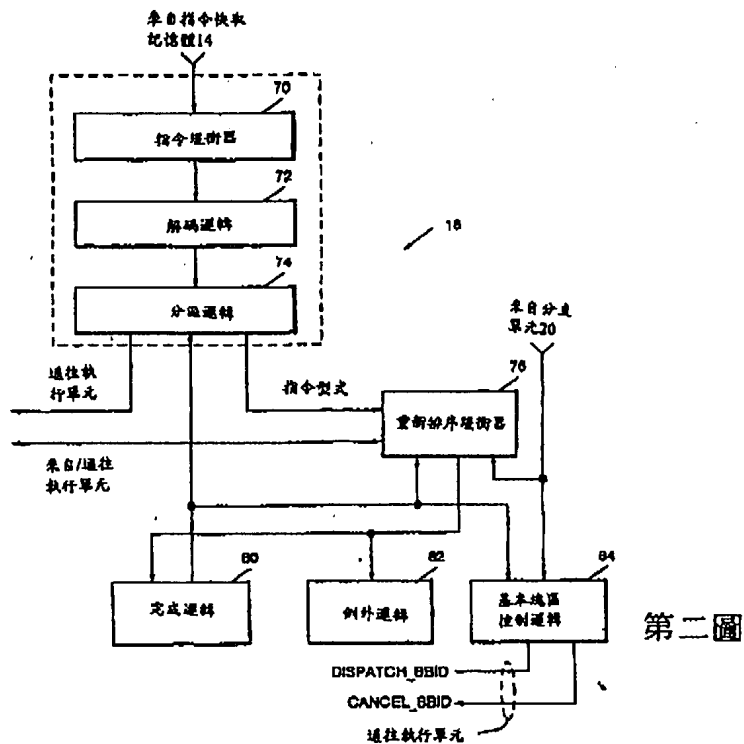 來自指令快取
記憶體14
70
指令緩衝器
72
解碼邏輯
18
74
分派邏輯
來自分支
單元20
通往執
行單元
指令型式
76
重新排序緩衝器
來自/通往
執行單元
80
完成邏輯
82
例外邏輯
84
基本塊區
控制邏輯
第二圖
DISPATCH_BBID
CANCEL_BBID
通往執行單元